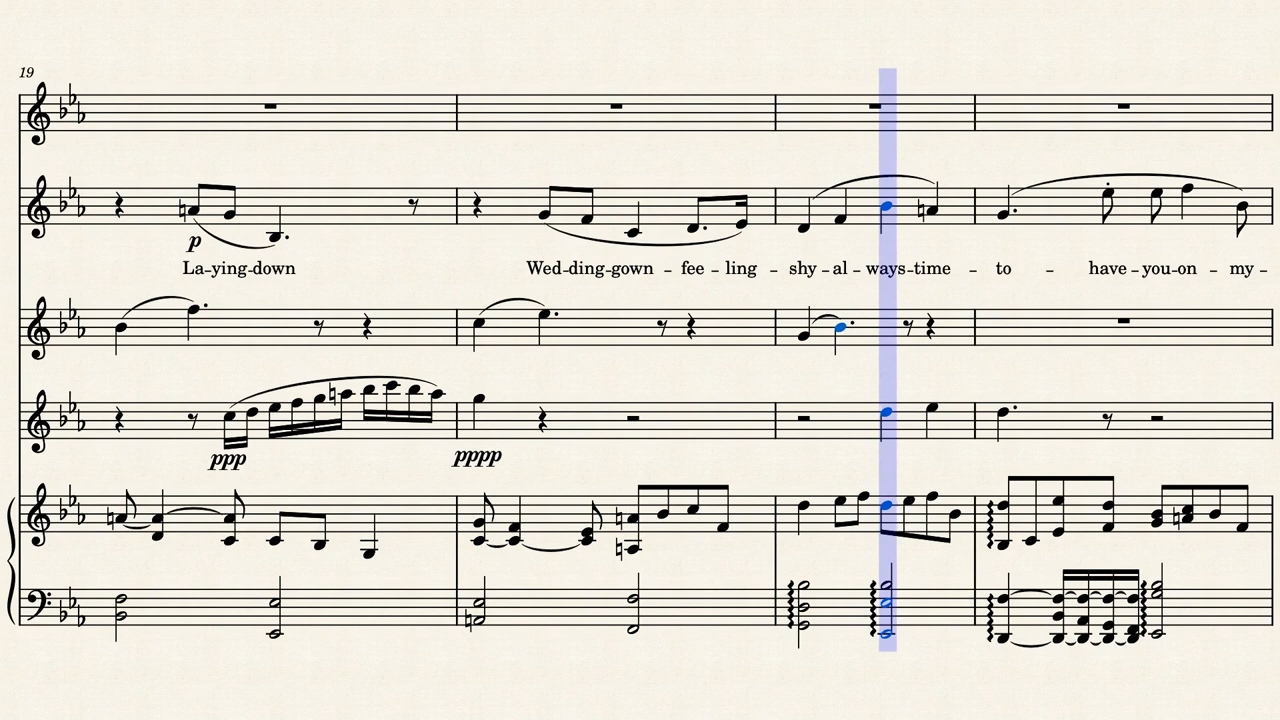 19
p
La-ying-down Wed-ding-gown - fee - ling - shy - al - ways-time - to - have - you-on - my -
ppp pppp